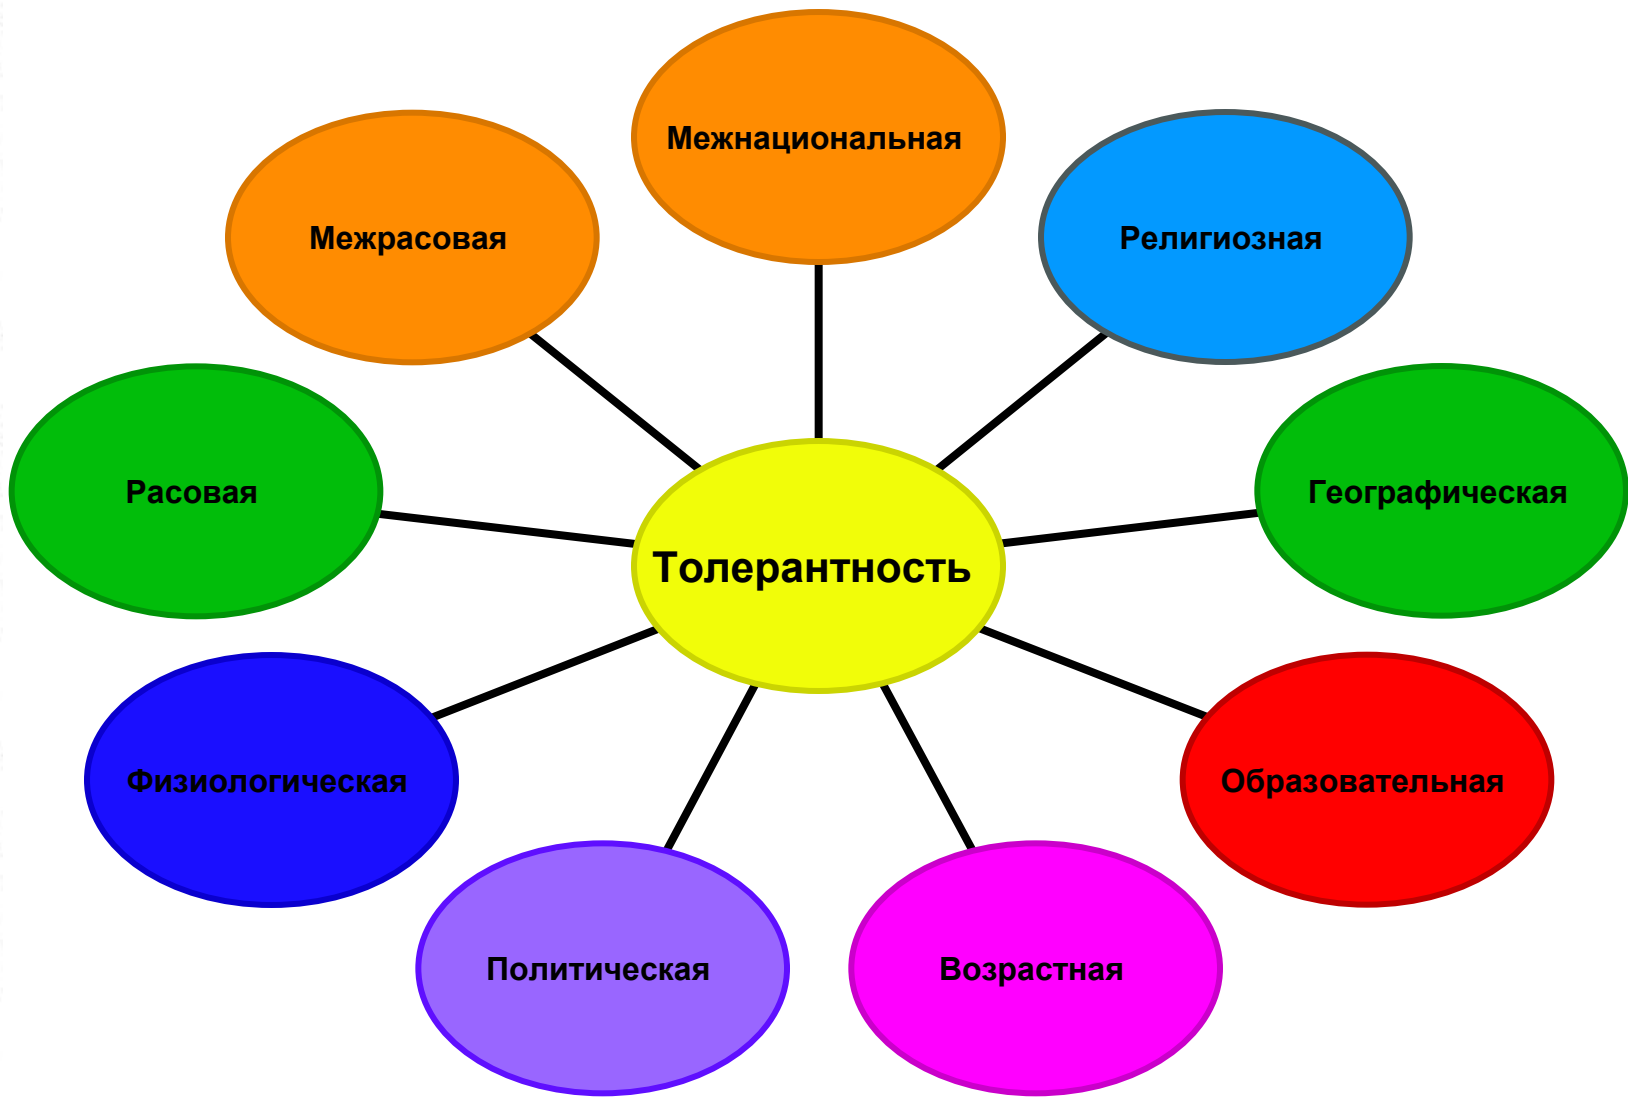 Межнациональная
Межрасовая
Религиозная
Расовая
Географическая
Толерантность
Физиологическая
Образовательная
Политическая
Возрастная